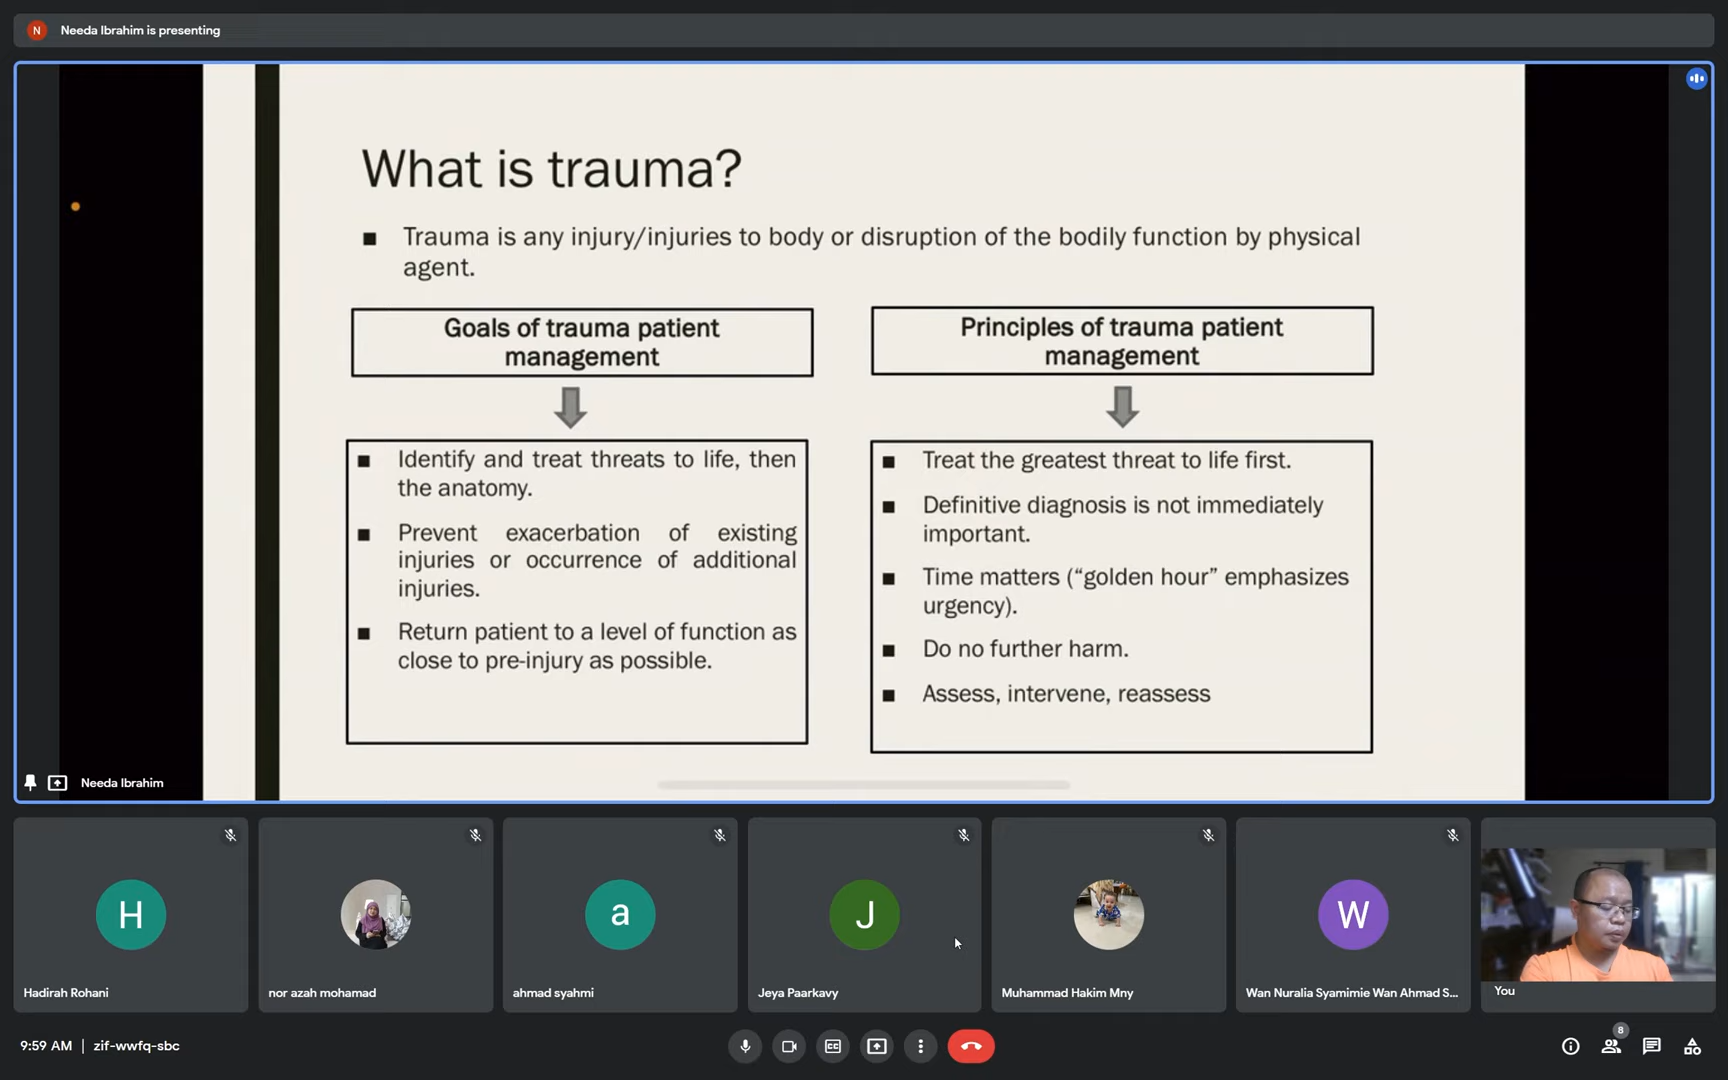 N Needa Ibrahim is presenting
What is trauma?
■ Trauma is any injury/injuries to body or disruption of the bodily function by physical
agent.
Goals of trauma patient
management
■ Identify and treat threats to life, then
the anatomy.
■ Prevent exacerbation of existing
injuries or occurrence of additional
injuries.
■ Return patient to a level of function as
close to pre-injury as possible.
Principles of trauma patient
management
■ Treat the greatest threat to life first.
■ Definitive diagnosis is not immediately
important.
■ Time matters (“golden hour” emphasizes
urgency).
■ Do no further harm.
■ Assess, intervene, reassess
Needa Ibrahim
H
Hadirah Rohani
nor azah mohamad
a
ahmad syahmi
J
Jeya Paarkavy
Muhammad Hakim Mny
W
Wan Nuralia Syamimie Wan Ahmad S...
You
9:59 AM | zif-wwfq-sbc
CC
8